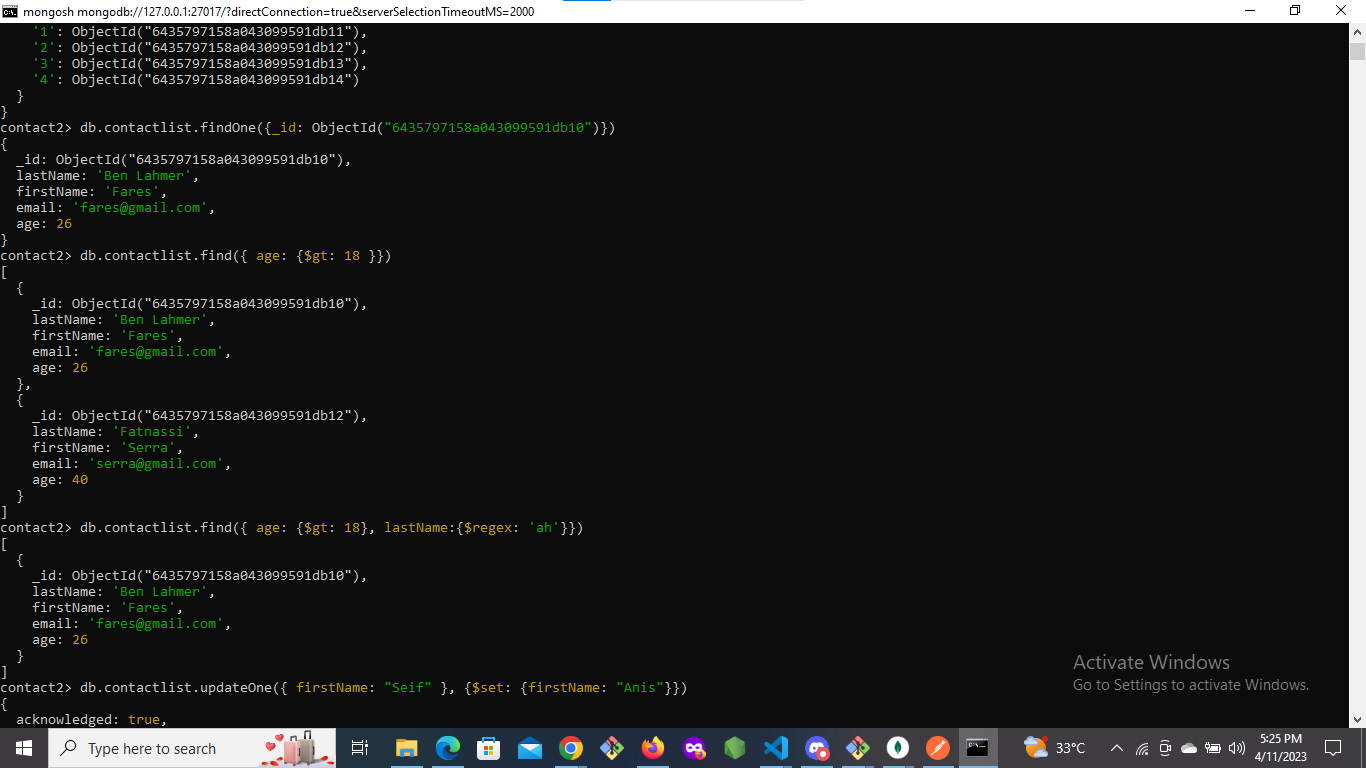 mongosh mongodb://127.0.0.1:27017/?directConnection=true&serverSelectionTimeoutMS=2000
    '1': ObjectId("6435797158a043099591db11"),
    '2': ObjectId("6435797158a043099591db12"),
    '3': ObjectId("6435797158a043099591db13"),
    '4': ObjectId("6435797158a043099591db14")
  }
}
contact2> db.contactlist.findOne({_id: ObjectId("6435797158a043099591db10")})
{
  _id: ObjectId("6435797158a043099591db10"),
  lastName: 'Ben Lahmer',
  firstName: 'Fares',
  email: 'fares@gmail.com',
  age: 26
}
contact2> db.contactlist.find({ age: {$gt: 18 }})
[
  {
    _id: ObjectId("6435797158a043099591db10"),
    lastName: 'Ben Lahmer',
    firstName: 'Fares',
    email: 'fares@gmail.com',
    age: 26
  },
  {
    _id: ObjectId("6435797158a043099591db12"),
    lastName: 'Fatnassi',
    firstName: 'Serra',
    email: 'serra@gmail.com',
    age: 40
  }
]
contact2> db.contactlist.find({ age: {$gt: 18}, lastName:{$regex: 'ah'}})
[
  {
    _id: ObjectId("6435797158a043099591db10"),
    lastName: 'Ben Lahmer',
    firstName: 'Fares',
    email: 'fares@gmail.com',
    age: 26
  }
]
contact2> db.contactlist.updateOne({ firstName: "Seif" }, {$set: {firstName: "Anis"}})
{
  acknowledged: true,
Activate Windows
Go to Settings to activate Windows.
Type here to search
33°C
5:25 PM
4/11/2023